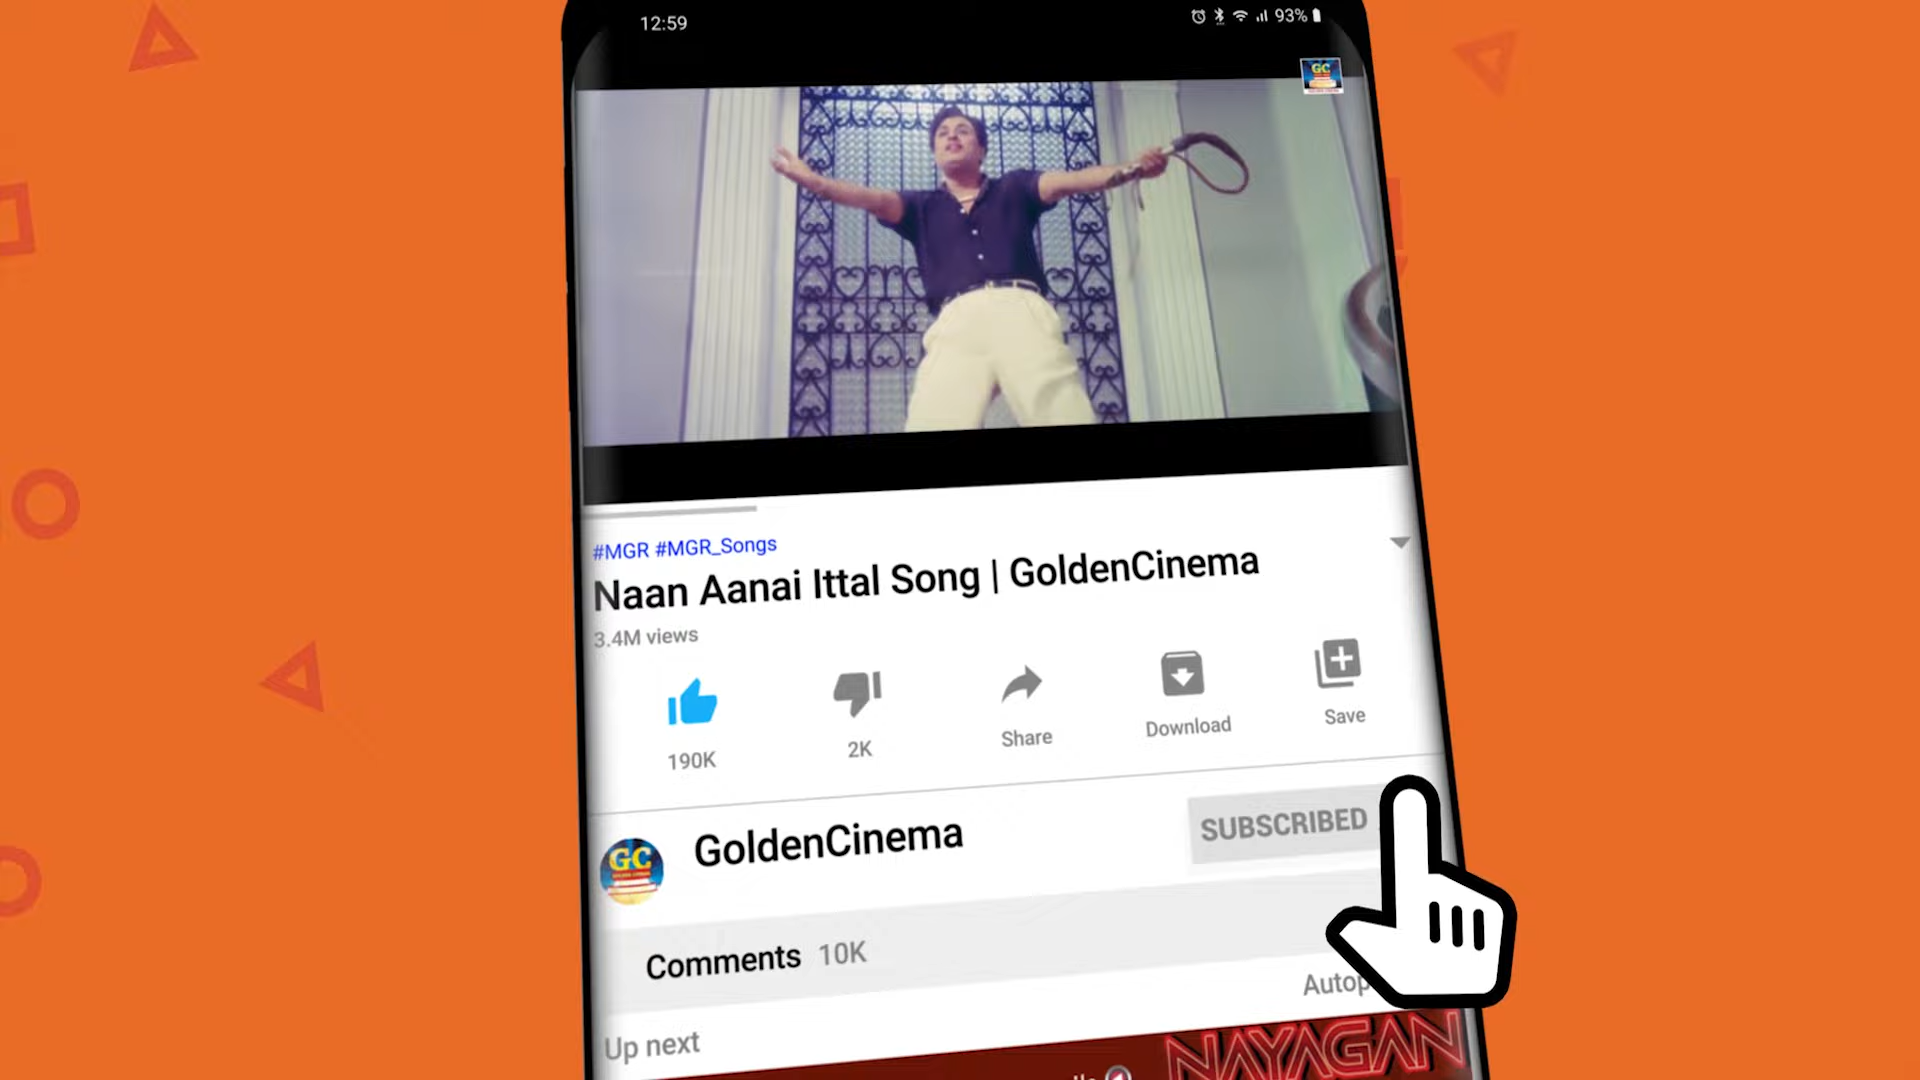 12:59
93%
GC
#MGR #MGR_Songs
Naan Aanai Ittal Song | GoldenCinema
3.4M views
190K
2K
Share
Download
Save
GC
GoldenCinema
SUBSCRIBED
Comments 10K
Autop
Up next
NAYAGAN